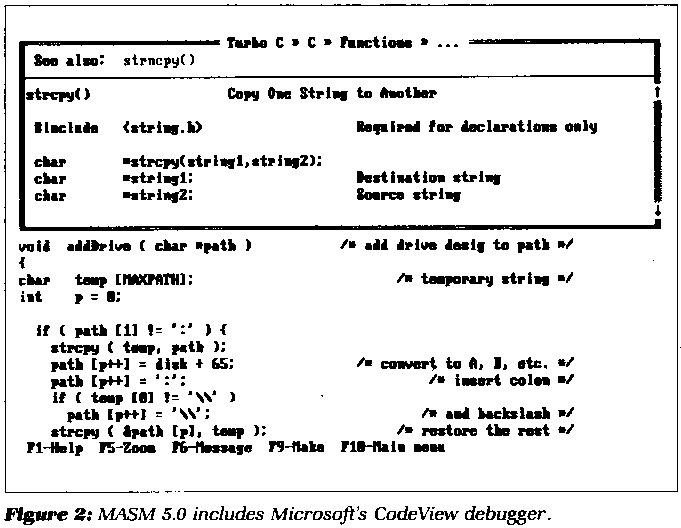 Turbo C » C » Functions » ...
See also: strncpy()
strcpy() Copy One String to Another
#include <string.h> Required for declarations only
char *strcpy(string1,string2);
char *string1; Destination string
char *string2; Source string
void addDrive ( char *path ) /* add drive desig to path */
{
char temp [MAXPATH]; /* temporary string */
int p = 0;
if ( path [1] != ':' ) {
strcpy ( temp, path );
path [p++] = disk + 65; /* convert to A, B, etc. */
path [p++] = ':'; /* insert colon */
if ( temp [0] != '\\' )
path [p++] = '\\'; /* and backslash */
strcpy ( &path [p], temp ); /* restore the rest */
F1-Help F5-Zoom F6-Message F9-Make F10-Main menu
Figure 2: MASM 5.0 includes Microsoft's CodeView debugger.